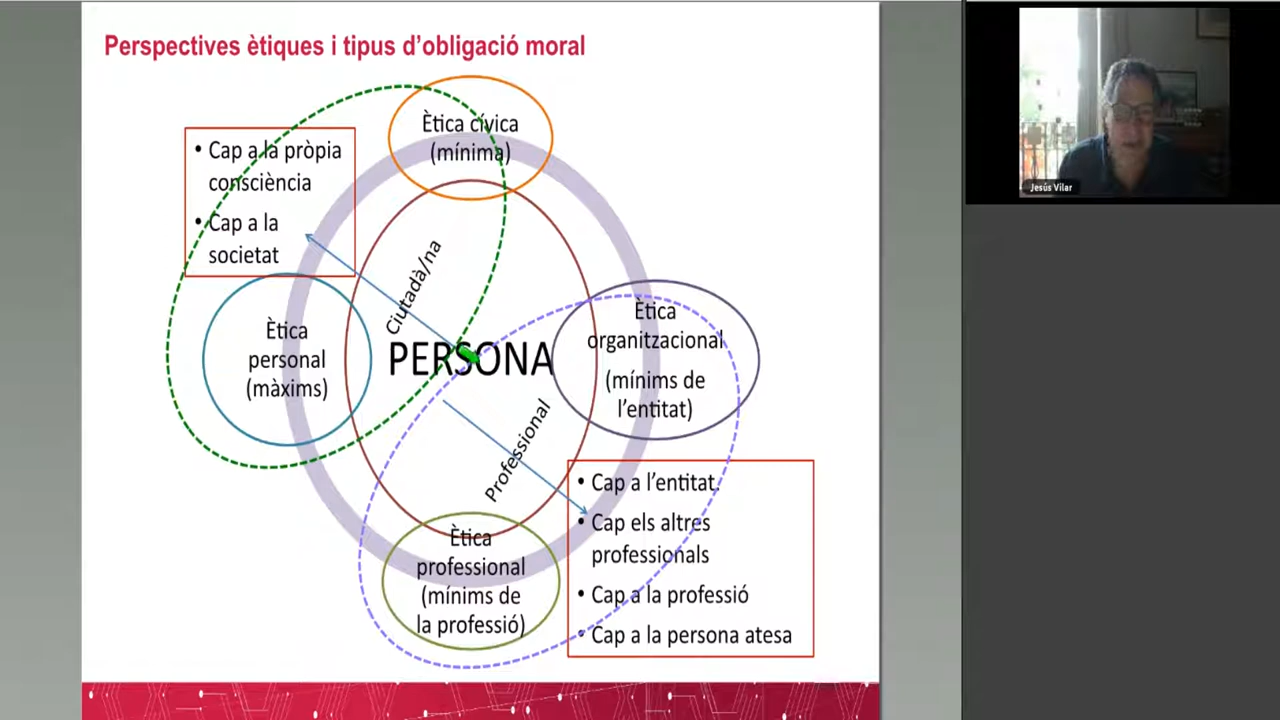 Perspectives ètiques i tipus d'obligació moral
Ètica cívica
(mínima)
• Cap a la pròpia
consciència
• Cap a la
societat
Ciutadà/na
Ètica
personal
(màxims)
PERSONA
Ètica
organitzacional
(mínims de
l'entitat)
Professional
Ètica
professional
(mínims de
la professió)
• Cap a l'entitat.
• Cap els altres
professionals
• Cap a la professió
• Cap a la persona atesa
Jesús Vilar